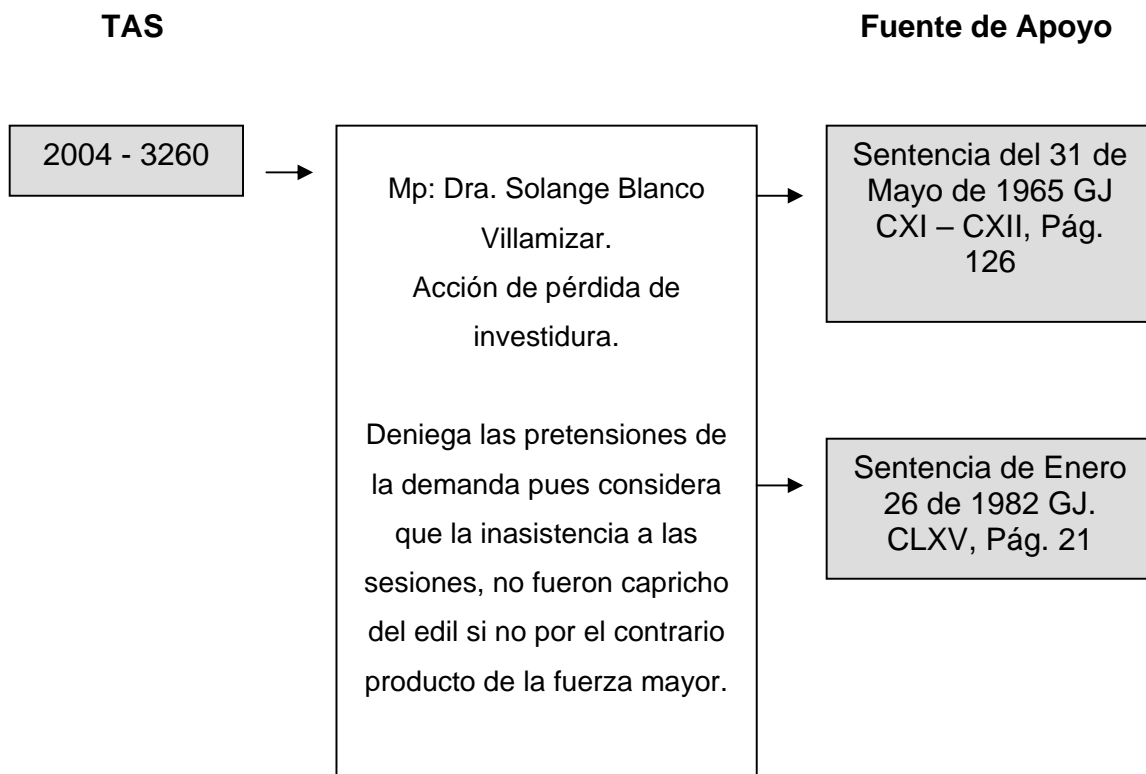 TAS
Fuente de Apoyo
2004 - 3260
Mp: Dra. Solange Blanco
Villamizar.
Acción de pérdida de
investidura.
Deniega las pretensiones de
la demanda pues considera
que la inasistencia a las
sesiones, no fueron capricho
del edil si no por el contrario
producto de la fuerza mayor.
Sentencia del 31 de
Mayo de 1965 GJ
CXI – CXII, Pág.
126
Sentencia de Enero
26 de 1982 GJ.
CLXV, Pág. 21